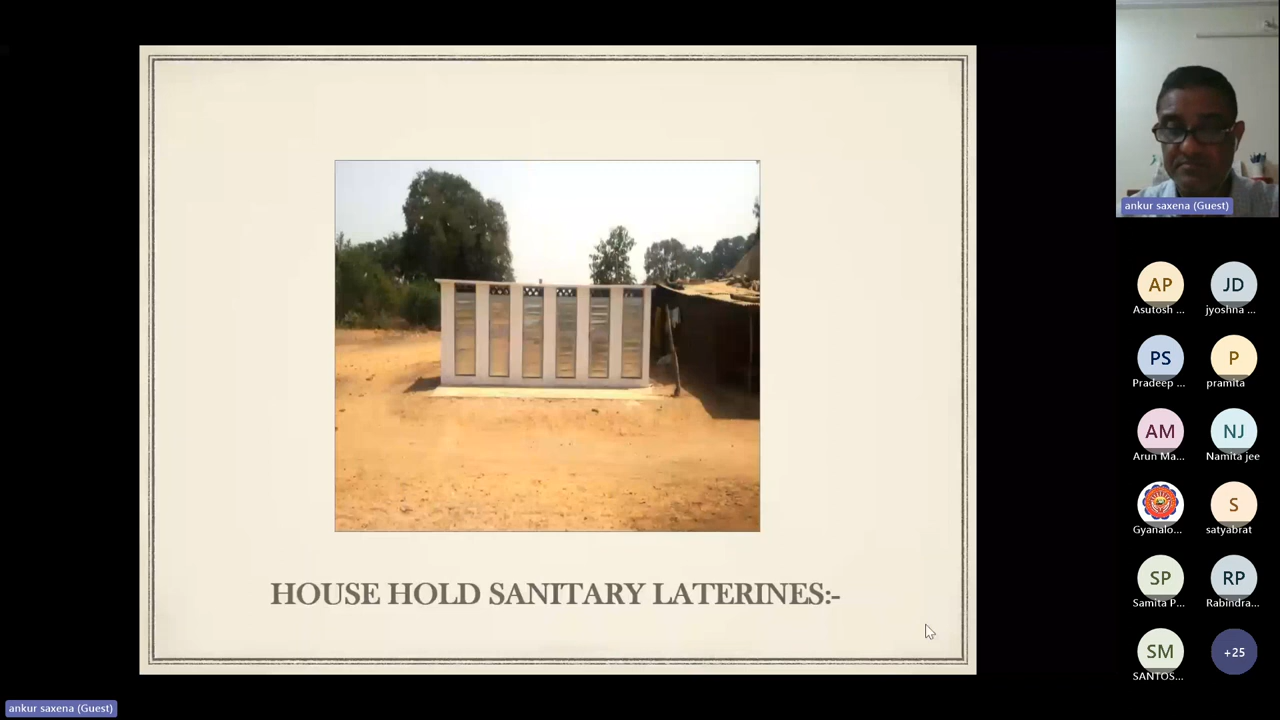 HOUSE HOLD SANITARY LATERINES:-
ankur saxena (Guest)
AP
Asutosh ...
JD
jyoshna ...
PS
Pradeep ...
P
pramita
AM
Arun Ma...
NJ
Namita jee
Gyanalo...
S
satyabrat
SP
Samita P...
RP
Rabindra...
SM
SANTOS...
+25
ankur saxena (Guest)